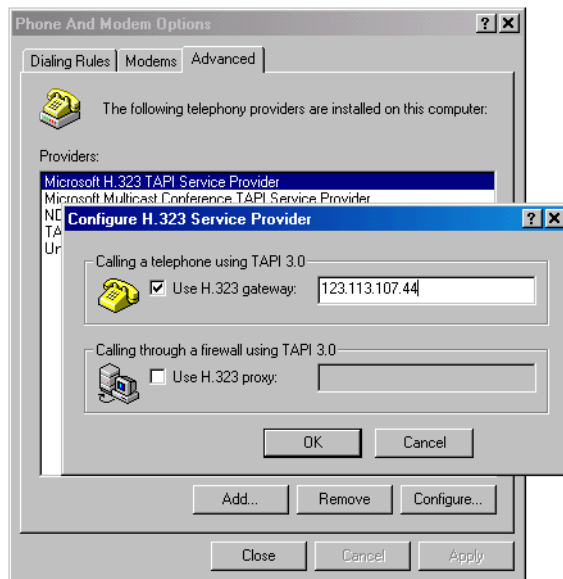 Phone And Modem Options
Dialing Rules Modems Advanced
The following telephony providers are installed on this computer:
Providers:
Microsoft H.323 TAPI Service Provider
Microsoft Multicast Conference TAPI Service Provider
Configure H.323 Service Provider
Calling a telephone using TAPI 3.0
Use H.323 gateway: 123.113.107.44
Calling through a firewall using TAPI 3.0
Use H.323 proxy:
OK Cancel
Add... Remove Configure...
Close Cancel Apply